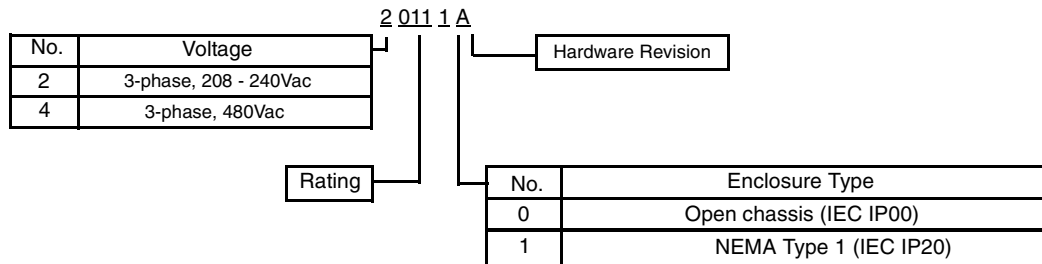 2 011 1 A
No. Voltage
2 3-phase, 208 - 240Vac
4 3-phase, 480Vac
Hardware Revision
Rating
No. Enclosure Type
0 Open chassis (IEC IP00)
1 NEMA Type 1 (IEC IP20)